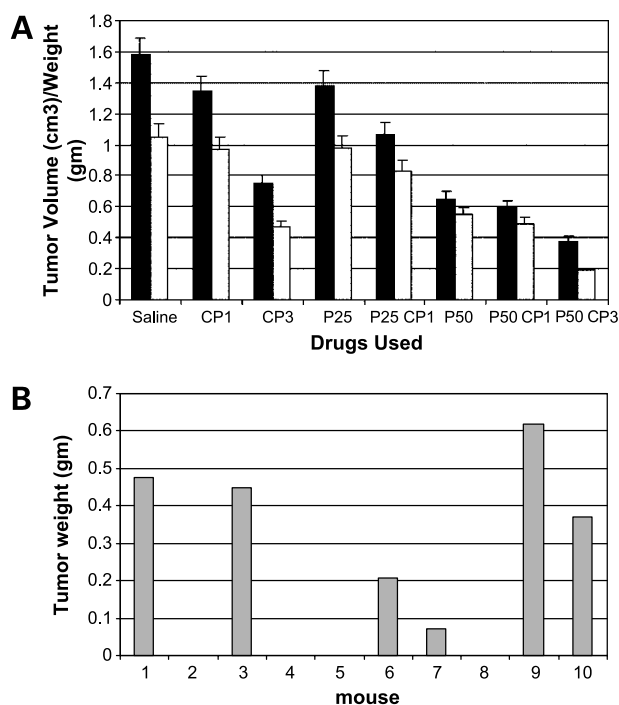 A
Tumor Volume (cm3)/Weight
(gm)
1.8
1.6
1.4
1.2
1
0.8
0.6
0.4
0.2
0
Saline CP1 CP3 P25 P25 CP1 P50 P50 CP1 P50 CP3
Drugs Used
B
Tumor weight (gm)
0.7
0.6
0.5
0.4
0.3
0.2
0.1
0
1 2 3 4 5 6 7 8 9 10
mouse